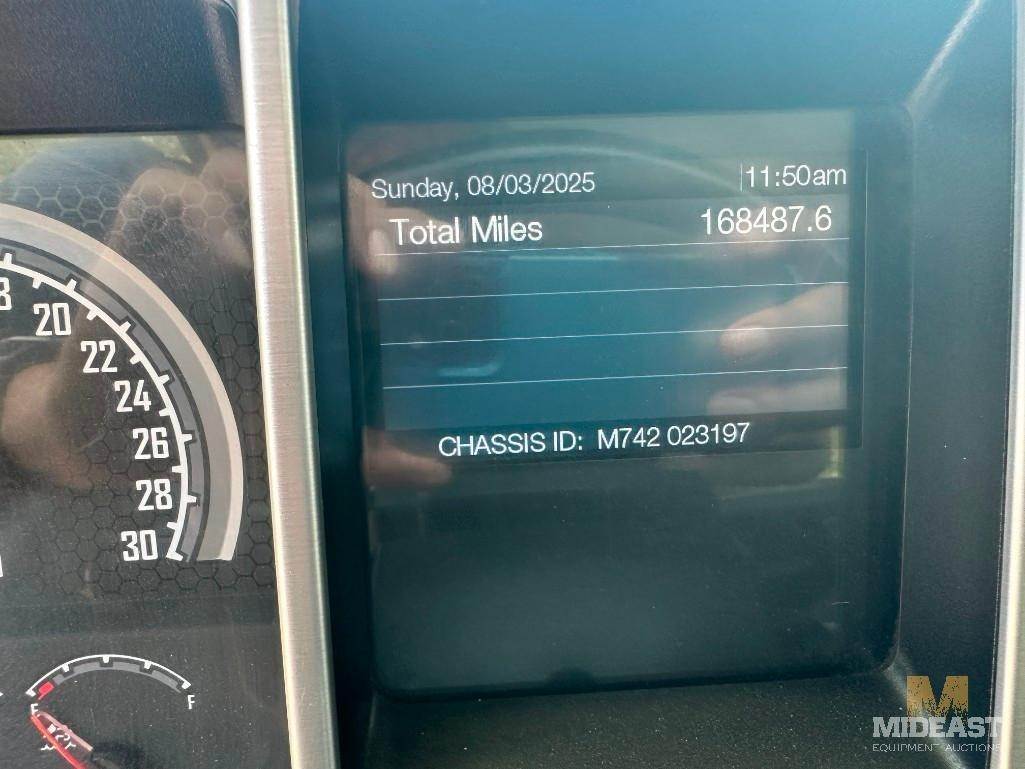 Sunday, 08/03/2025 11:50am
Total Miles 168487.6
CHASSIS ID: M742 023197
20
22
24
26
28
30
E F
M
MIDEAST
EQUIPMENT AUCTIONS